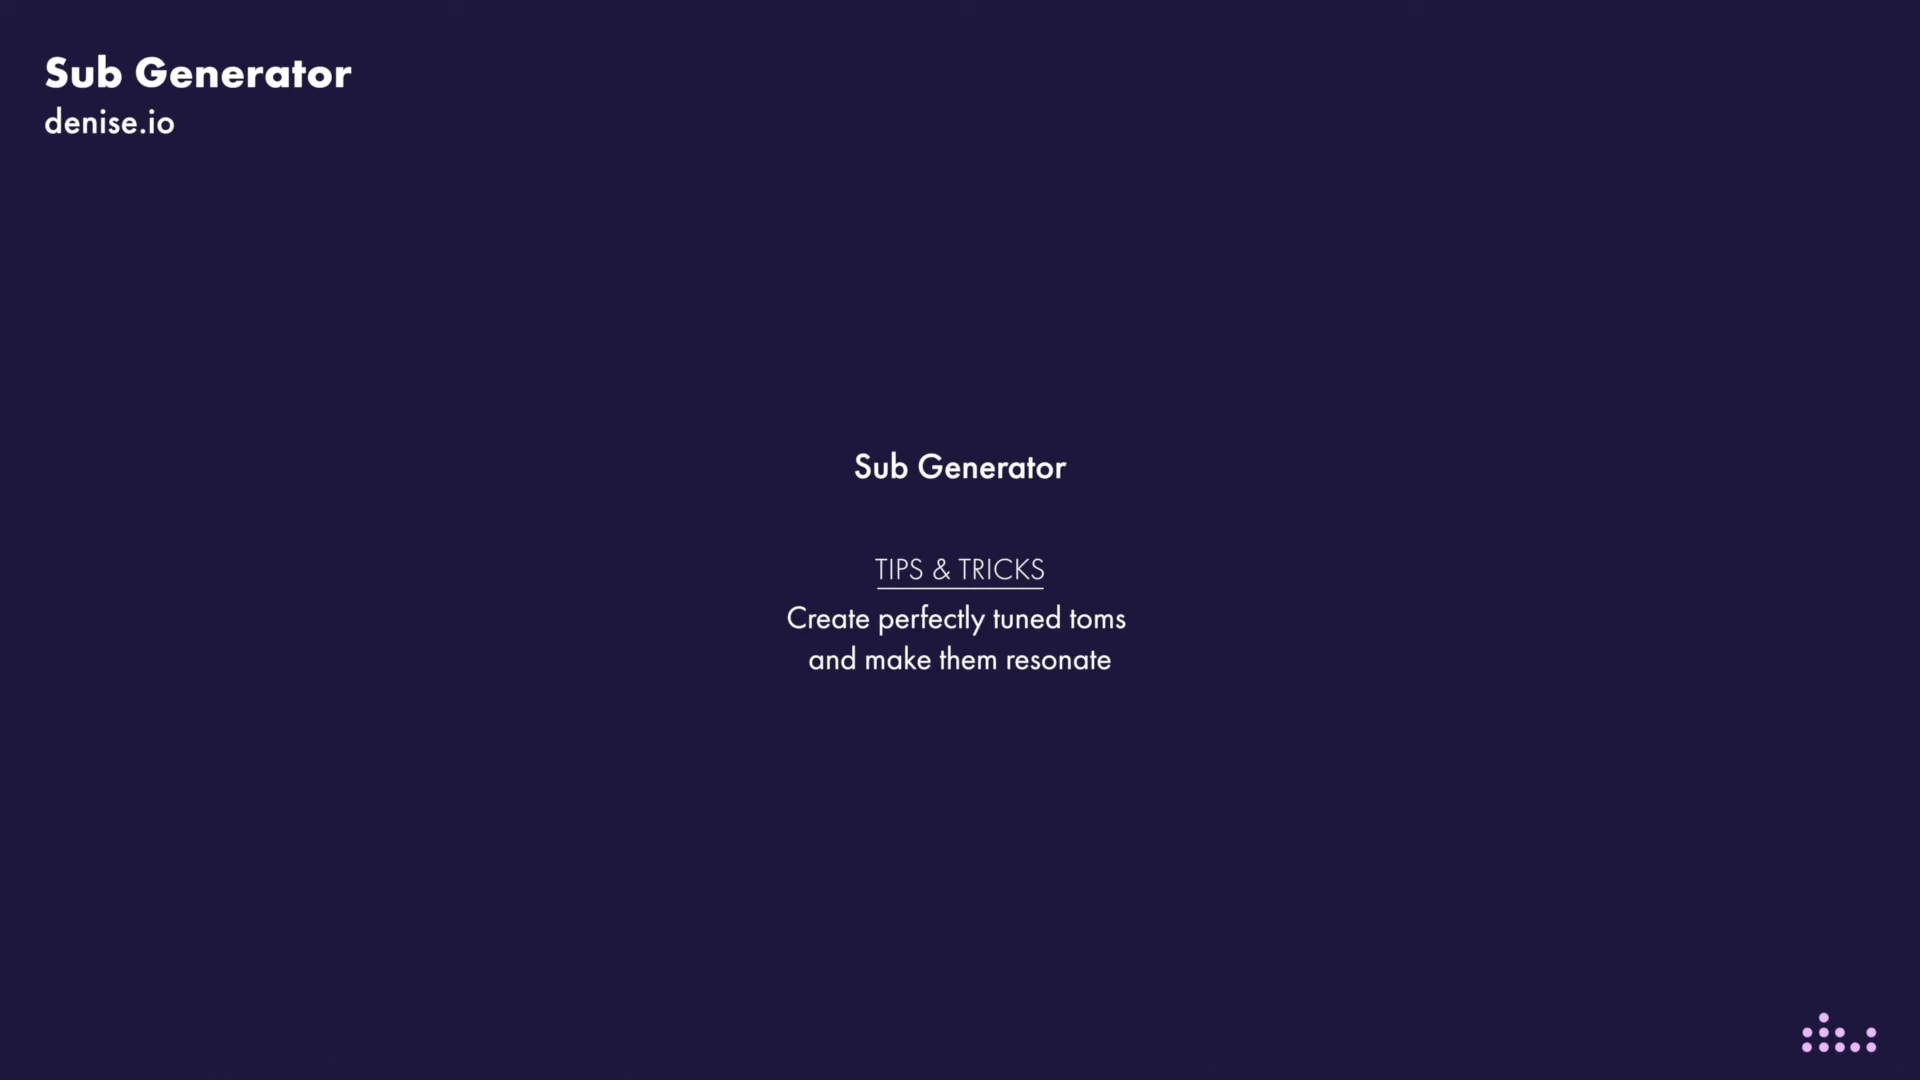 Sub Generator
denise.io
Sub Generator
TIPS & TRICKS
Create perfectly tuned toms
and make them resonate